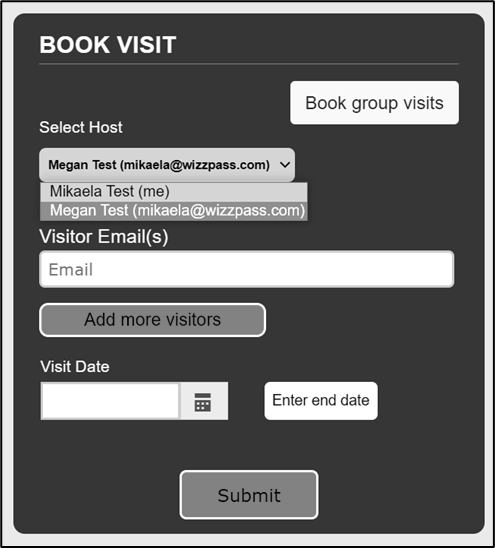 BOOK VISIT
Book group visits
Select Host
Megan Test (mikaela@wizzpass.com)
Mikaela Test (me)
Megan Test (mikaela@wizzpass.com)
Visitor Email(s)
Email
Add more visitors
Visit Date
Enter end date
Submit